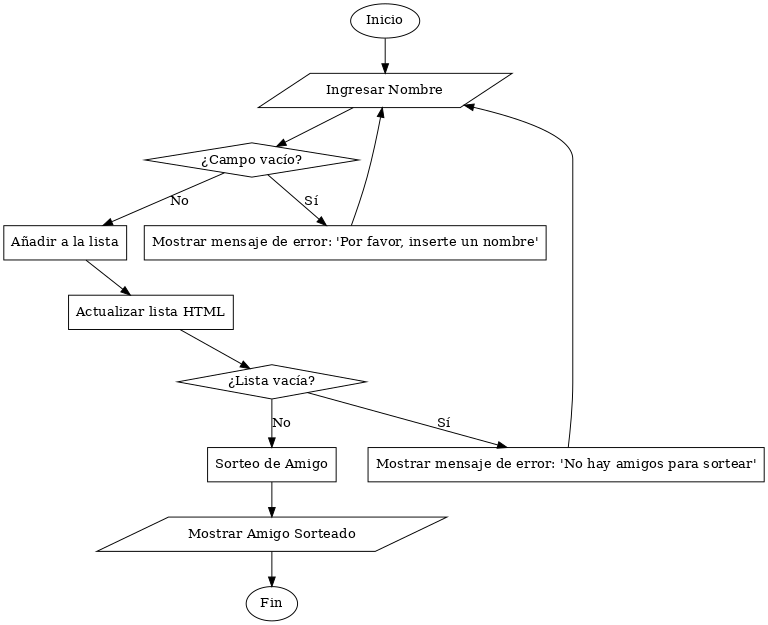 Inicio
Ingresar Nombre
¿Campo vacío?
No
Sí
Añadir a la lista
Mostrar mensaje de error: 'Por favor, inserte un nombre'
Actualizar lista HTML
¿Lista vacía?
No
Sí
Sorteo de Amigo
Mostrar mensaje de error: 'No hay amigos para sortear'
Mostrar Amigo Sorteado
Fin